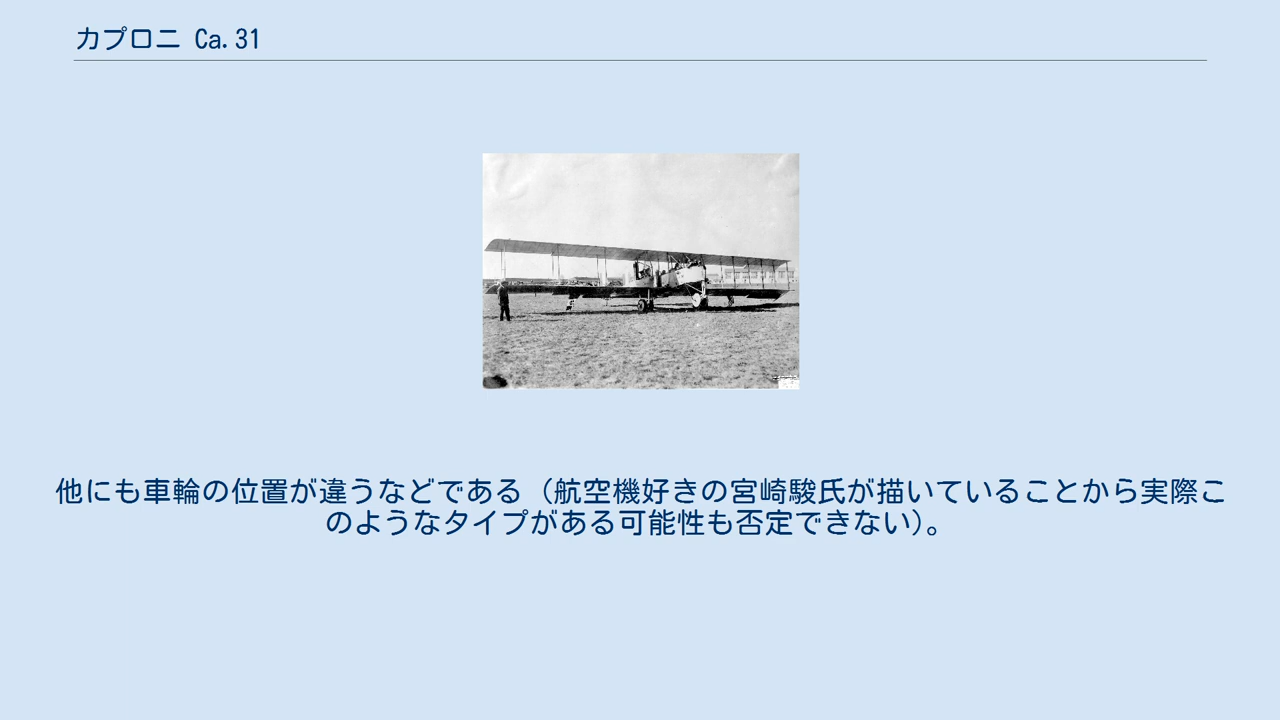 カプロニ Ca.31
他にも車輪の位置が違うなどである（航空機好きの宮崎駿氏が描いていることから実際こ
のようなタイプがある可能性も否定できない）。